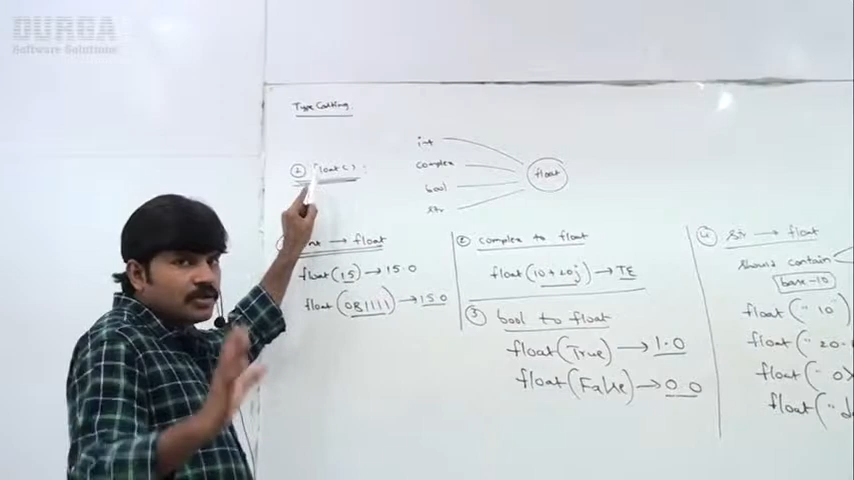 DURGA
Software Solutions
Type Casting
② float( ) :
int
complex
bool
str
float
int → float
float(15) → 15.0
float(0B1111) → 15.0
② complex to float
float(10+20j) → TE
③ bool to float
float(True) → 1.0
float(False) → 0.0
④ str → float
should contain
base-10
float("10")
float("20.
float("0x
float("